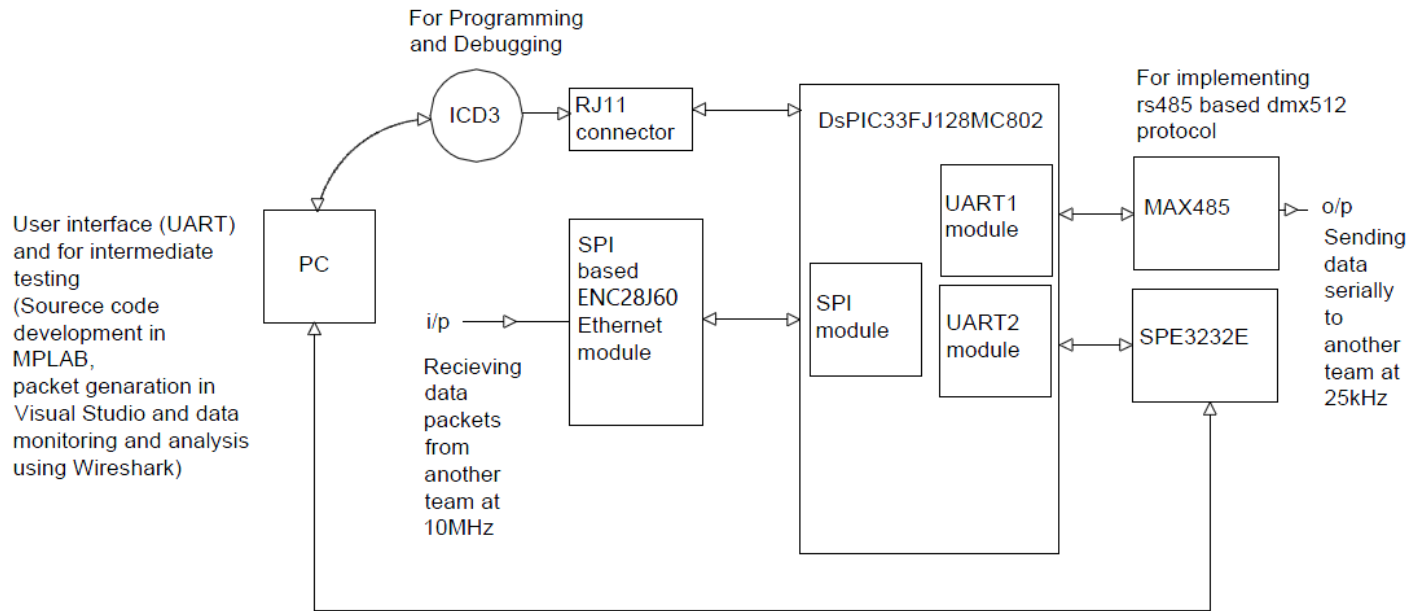 For Programming
and Debugging
ICD3
RJ11
connector
DsPIC33FJ128MC802
For implementing
rs485 based dmx512
protocol
UART1
module
MAX485
o/p
Sending
data
serially
to
another
team at
25kHz
User interface (UART)
and for intermediate
testing
(Sourece code
development in
MPLAB,
packet genaration in
Visual Studio and data
monitoring and analysis
using Wireshark)
PC
i/p
Recieving
data
packets
from
another
team at
10MHz
SPI
based
ENC28J60
Ethernet
module
SPI
module
UART2
module
SPE3232E